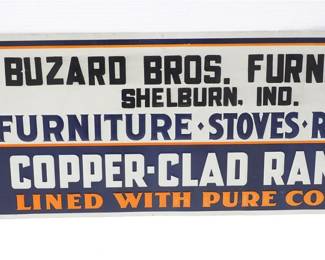 BUZARD BROS. FURN
SHELBURN, IND.
FURNITURE · STOVES · R
COPPER-CLAD RAN
LINED WITH PURE CO